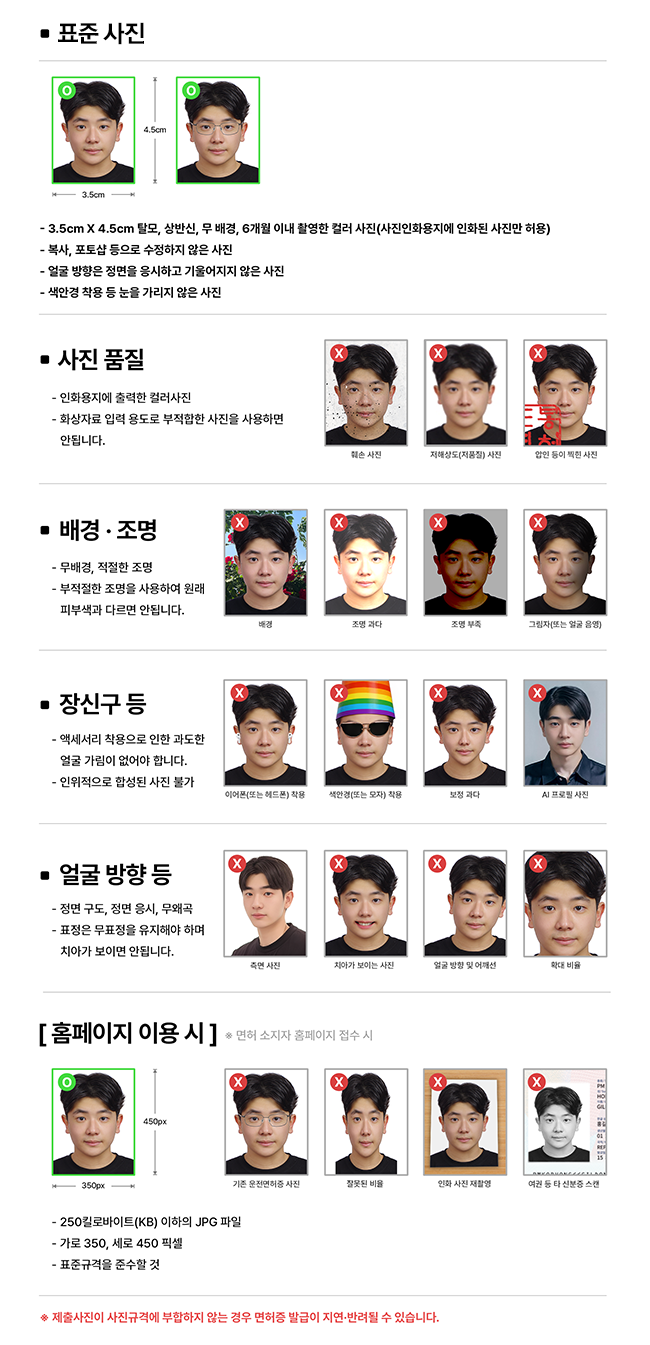 표준 사진
O
O
4.5cm
3.5cm
- 3.5cm X 4.5cm 탈모, 상반신, 무 배경, 6개월 이내 촬영한 컬러 사진(사진인화용지에 인화된 사진만 허용)
- 복사, 포토샵 등으로 수정하지 않은 사진
- 얼굴 방향은 정면을 응시하고 기울어지지 않은 사진
- 색안경 착용 등 눈을 가리지 않은 사진
사진 품질
- 인화용지에 출력한 컬러사진
- 화상자료 입력 용도로 부적합한 사진을 사용하면
안됩니다.
X
X
X
훼손 사진
저해상도(저품질) 사진
압인 등이 찍힌 사진
배경 · 조명
- 무배경, 적절한 조명
- 부적절한 조명을 사용하여 원래
피부색과 다르면 안됩니다.
X
X
X
X
배경
조명 과다
조명 부족
그림자(또는 얼굴 음영)
장신구 등
- 액세서리 착용으로 인한 과도한
얼굴 가림이 없어야 합니다.
- 인위적으로 합성된 사진 불가
X
X
X
X
이어폰(또는 헤드폰) 착용
색안경(또는 모자) 착용
보정 과다
AI 프로필 사진
얼굴 방향 등
- 정면 구도, 정면 응시, 무왜곡
- 표정은 무표정을 유지해야 하며
치아가 보이면 안됩니다.
X
X
X
X
측면 사진
치아가 보이는 사진
얼굴 방향 및 어깨선
확대 비율
[ 홈페이지 이용 시 ] ※ 면허 소지자 홈페이지 접수 시
O
450px
350px
X
X
X
X
PM
HO
GIL
홍길
01
REP
15
기존 운전면허증 사진
잘못된 비율
인화 사진 재촬영
여권 등 타 신분증 스캔
- 250킬로바이트(KB) 이하의 JPG 파일
- 가로 350, 세로 450 픽셀
- 표준규격을 준수할 것
※ 제출사진이 사진규격에 부합하지 않는 경우 면허증 발급이 지연·반려될 수 있습니다.